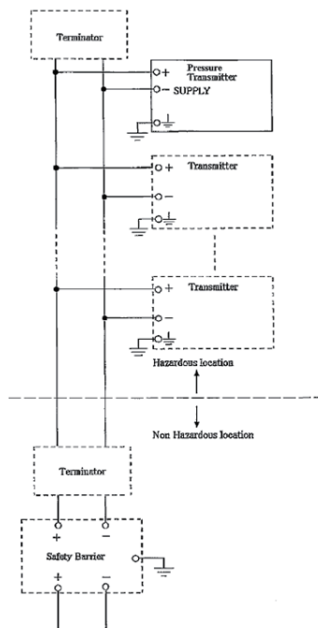 Terminator
+ Pressure
Transmitter
− SUPPLY
+ Transmitter
−
+ Transmitter
−
Hazardous location
Non Hazardous location
Terminator
+ −
Safety Barrier
+ −